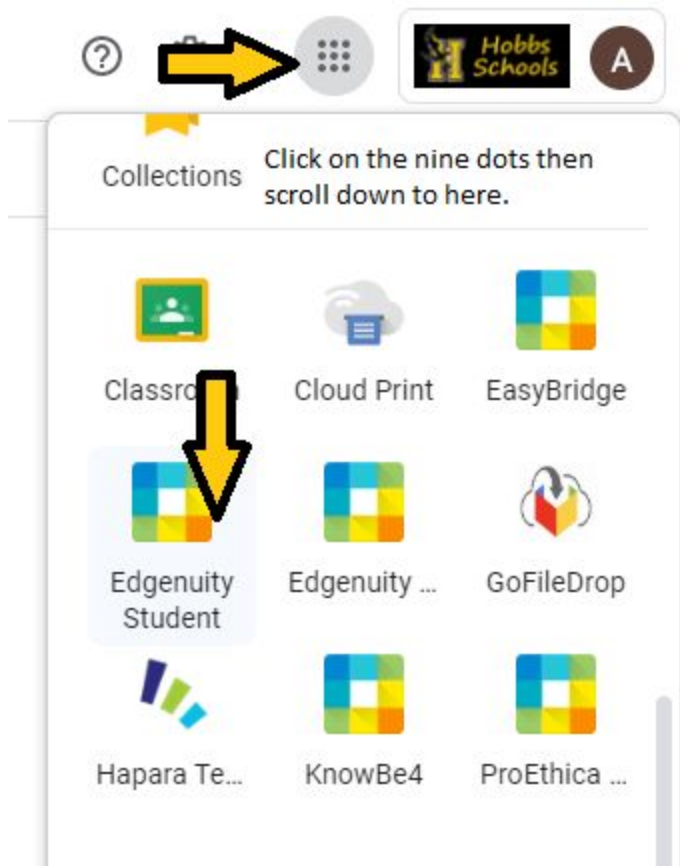 Hobbs
Schools
A
Collections
Click on the nine dots then
scroll down to here.
Classroom
Cloud Print
EasyBridge
Edgenuity
Student
Edgenuity ...
GoFileDrop
Hapara Te...
KnowBe4
ProEthica ...